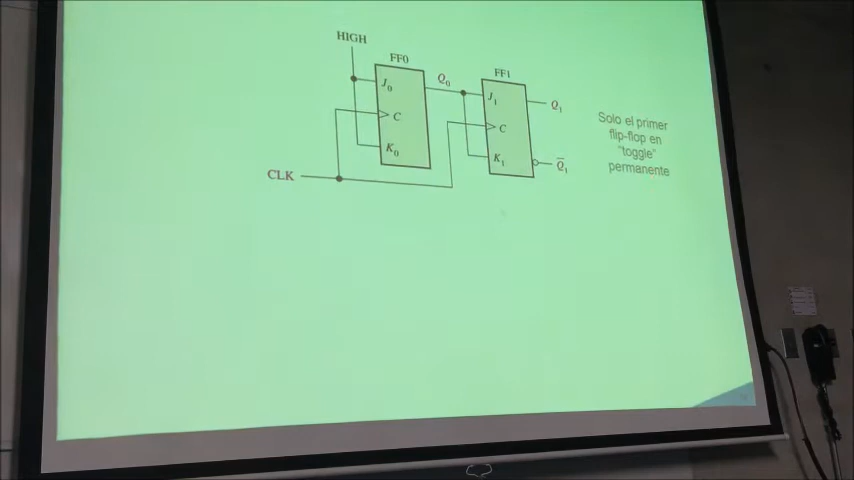 HIGH
FF0
J0
C
K0
Q0
FF1
J1
C
K1
Q1
Q̅1
CLK
Solo el primer
flip-flop en
"toggle"
permanente